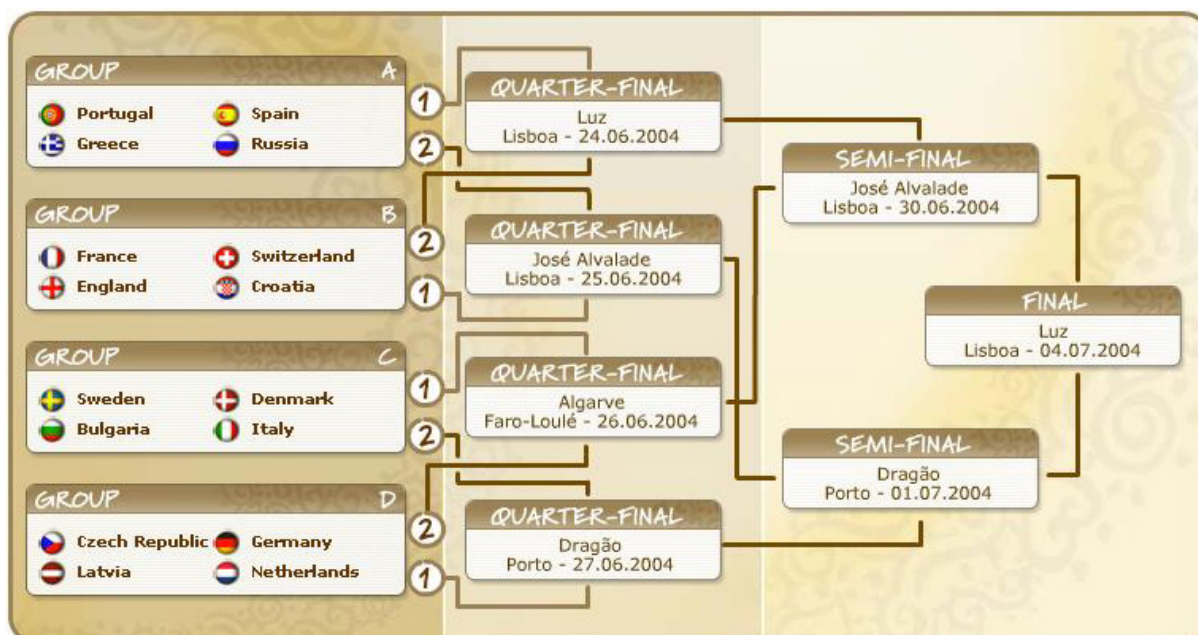 GROUP A
Portugal Spain
Greece Russia
1
2
GROUP B
France Switzerland
England Croatia
2
1
GROUP C
Sweden Denmark
Bulgaria Italy
1
2
GROUP D
Czech Republic Germany
Latvia Netherlands
2
1
QUARTER-FINAL
Luz
Lisboa - 24.06.2004
QUARTER-FINAL
José Alvalade
Lisboa - 25.06.2004
QUARTER-FINAL
Algarve
Faro-Loulé - 26.06.2004
QUARTER-FINAL
Dragão
Porto - 27.06.2004
SEMI-FINAL
José Alvalade
Lisboa - 30.06.2004
SEMI-FINAL
Dragão
Porto - 01.07.2004
FINAL
Luz
Lisboa - 04.07.2004